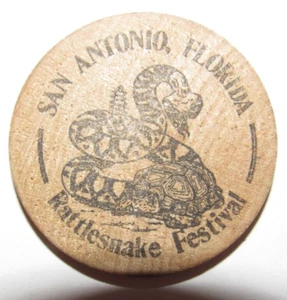 SAN ANTONIO, FLORIDA
Rattlesnake Festival